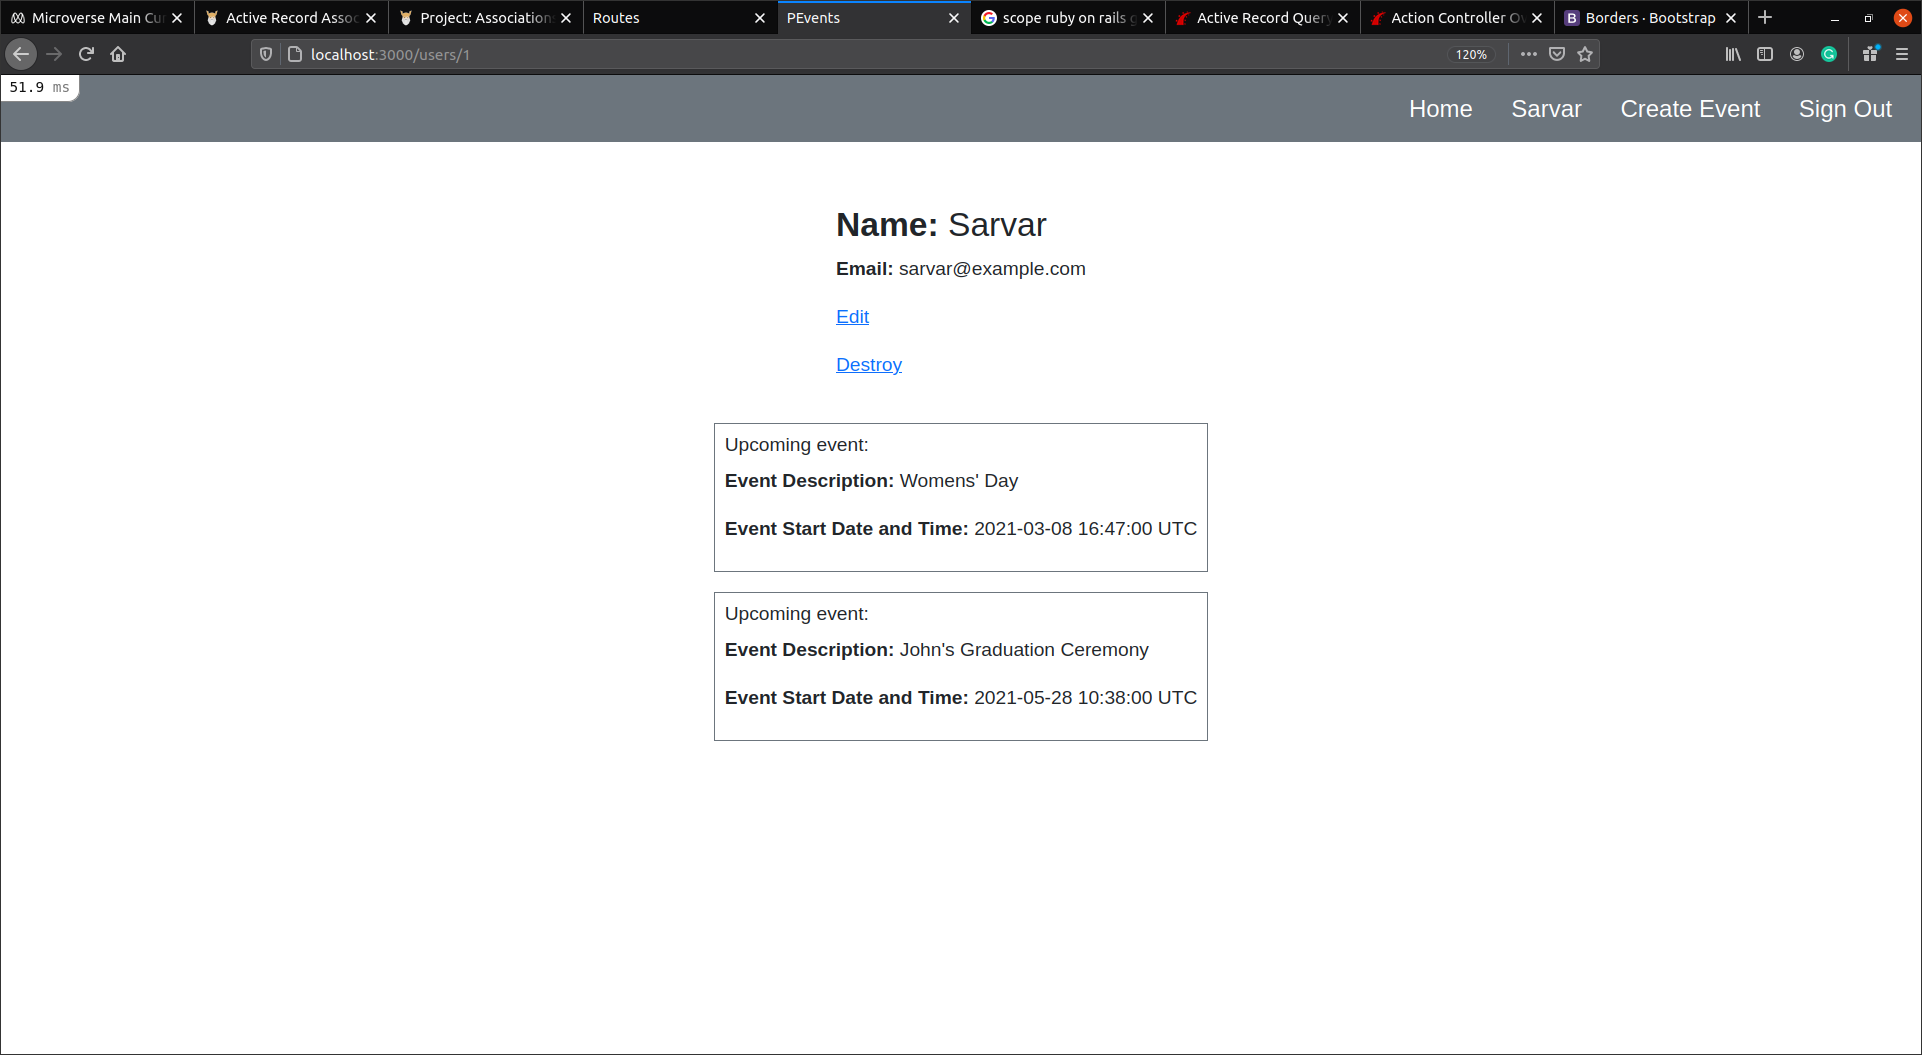 Microverse Main Cu
Active Record Assoc
Project: Association
Routes
PEvents
scope ruby on rails g
Active Record Query
Action Controller Ov
Borders · Bootstrap
localhost:3000/users/1
120%
51.9 ms
Home
Sarvar
Create Event
Sign Out
Name: Sarvar
Email: sarvar@example.com
Edit
Destroy
Upcoming event:
Event Description: Womens' Day
Event Start Date and Time: 2021-03-08 16:47:00 UTC
Upcoming event:
Event Description: John's Graduation Ceremony
Event Start Date and Time: 2021-05-28 10:38:00 UTC